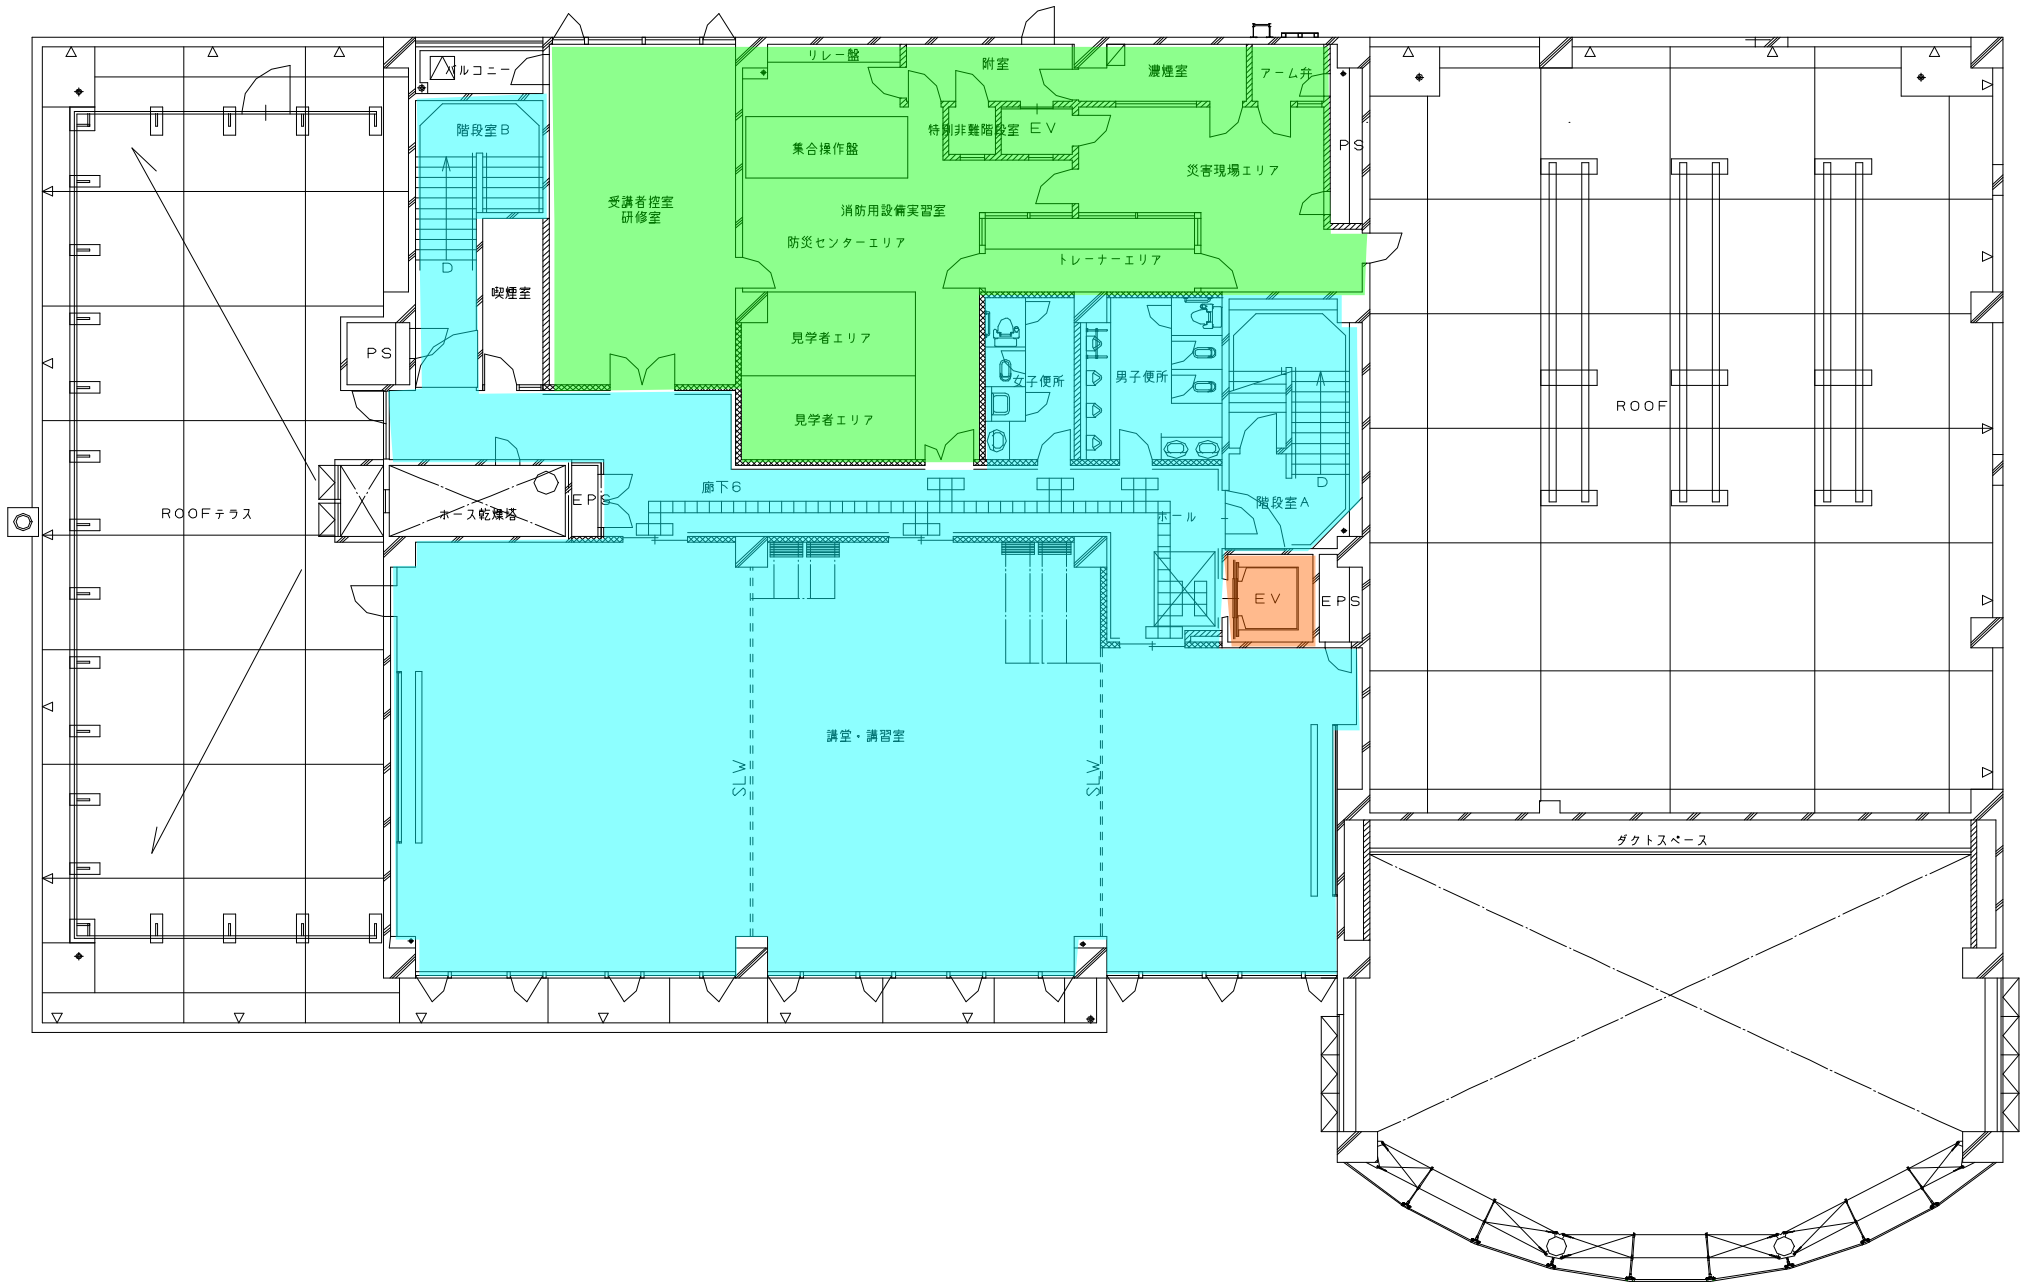 リレー盤
附室
濃煙室
アーム弁
バルコニー
階段室B
特別非難階段室
EV
PS
集合操作盤
災害現場エリア
受講者控室
研修室
消防用設備実習室
防災センターエリア
トレーナーエリア
D
喫煙室
見学者エリア
PS
女子便所
男子便所
ROOF
見学者エリア
廊下6
EPS
階段室A
D
ROOFテラス
ホース乾燥塔
ホール
EV
EPS
講堂・講習室
SLW
SLW
ダクトスペース